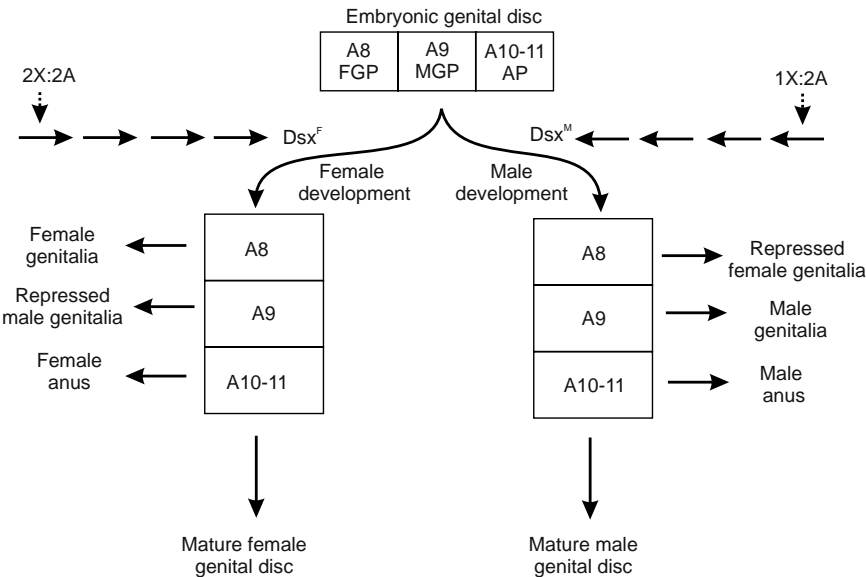 Embryonic genital disc
A8 A9 A10-11
FGP MGP AP
2X:2A
1X:2A
Dsxᶠ
Dsxᴹ
Female
development
Male
development
Female
genitalia
A8
Repressed
male genitalia
A9
Female
anus
A10-11
A8
Repressed
female genitalia
A9
Male
genitalia
A10-11
Male
anus
Mature female
genital disc
Mature male
genital disc